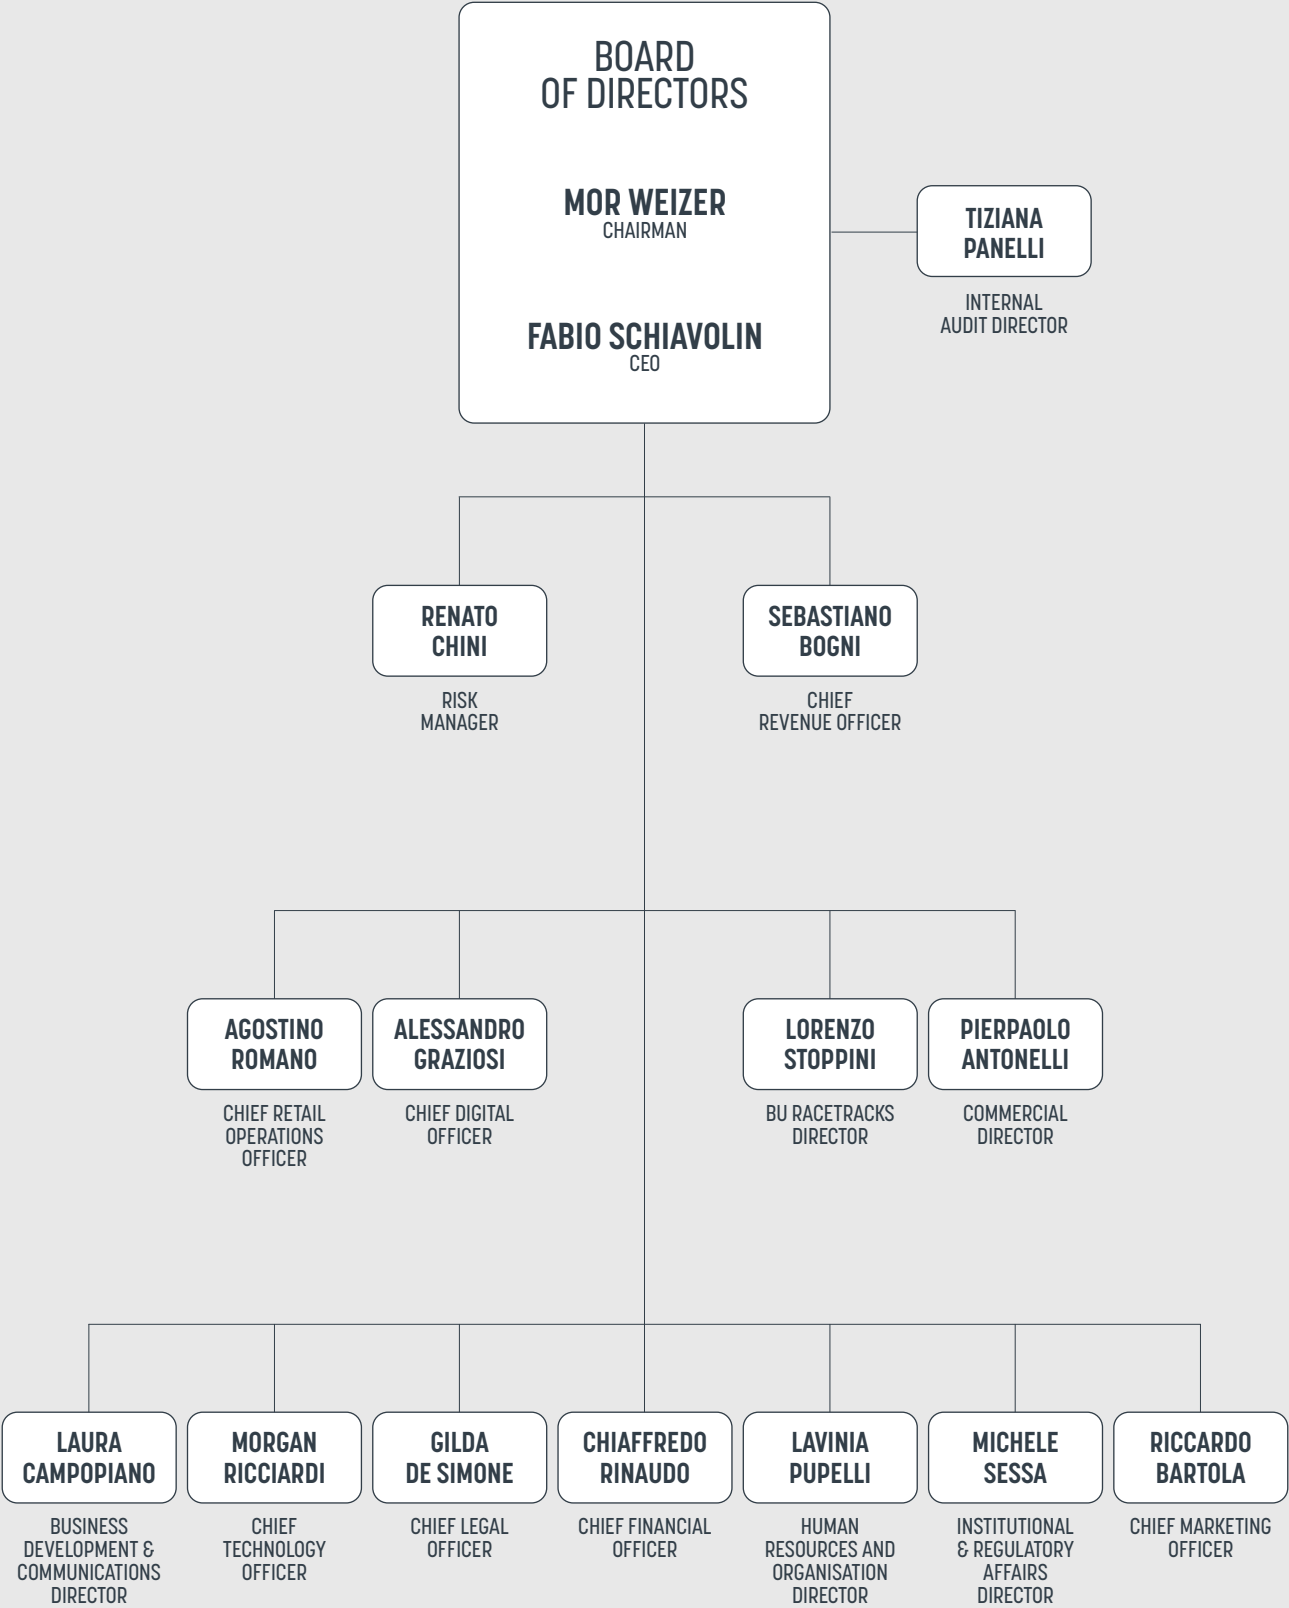 BOARD
OF DIRECTORS
MOR WEIZER
CHAIRMAN
FABIO SCHIAVOLIN
CEO
TIZIANA
PANELLI
INTERNAL
AUDIT DIRECTOR
RENATO
CHINI
RISK
MANAGER
SEBASTIANO
BOGNI
CHIEF
REVENUE OFFICER
AGOSTINO
ROMANO
CHIEF RETAIL
OPERATIONS
OFFICER
ALESSANDRO
GRAZIOSI
CHIEF DIGITAL
OFFICER
LORENZO
STOPPINI
BU RACETRACKS
DIRECTOR
PIERPAOLO
ANTONELLI
COMMERCIAL
DIRECTOR
LAURA
CAMPOPIANO
BUSINESS
DEVELOPMENT &
COMMUNICATIONS
DIRECTOR
MORGAN
RICCIARDI
CHIEF
TECHNOLOGY
OFFICER
GILDA
DE SIMONE
CHIEF LEGAL
OFFICER
CHIAFFREDO
RINAUDO
CHIEF FINANCIAL
OFFICER
LAVINIA
PUPELLI
HUMAN
RESOURCES AND
ORGANISATION
DIRECTOR
MICHELE
SESSA
INSTITUTIONAL
& REGULATORY
AFFAIRS
DIRECTOR
RICCARDO
BARTOLA
CHIEF MARKETING
OFFICER